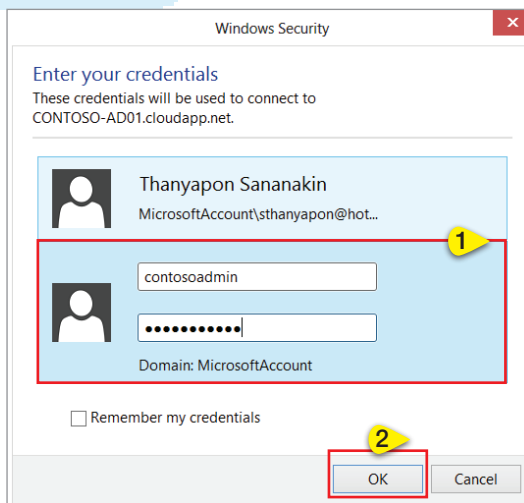 Windows Security
Enter your credentials
These credentials will be used to connect to
CONTOSO-AD01.cloudapp.net.
Thanyapon Sananakin
MicrosoftAccount\sthanyapon@hot...
1
contosoadmin
●●●●●●●●●●●
Domain: MicrosoftAccount
Remember my credentials
2
OK
Cancel